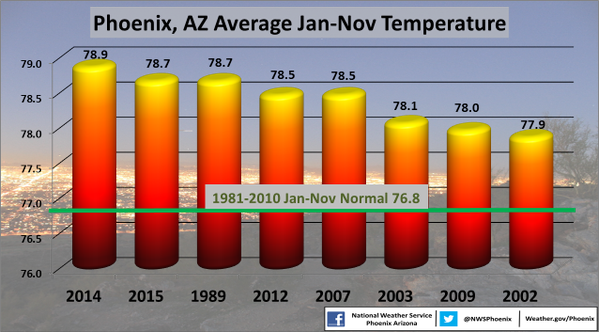 Phoenix, AZ Average Jan-Nov Temperature
79.0
78.5
78.0
77.5
77.0
76.5
76.0
78.9
78.7
78.7
78.5
78.5
78.1
78.0
77.9
1981-2010 Jan-Nov Normal 76.8
2014 2015 1989 2012 2007 2003 2009 2002
National Weather Service
Phoenix Arizona
@NWSPhoenix
Weather.gov/Phoenix